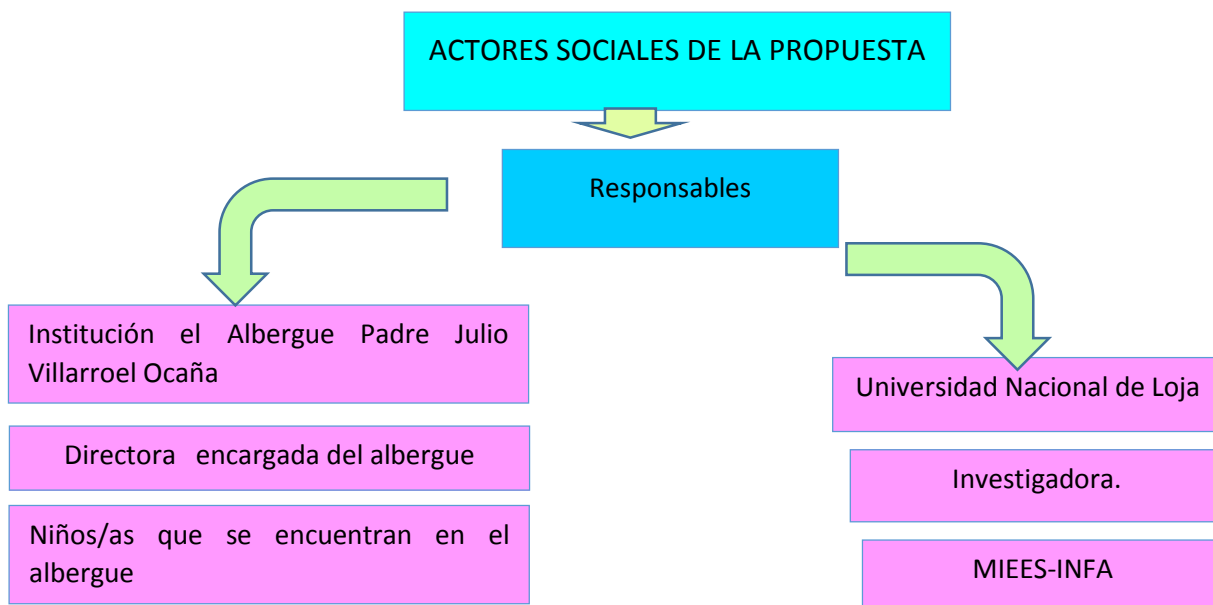 ACTORES SOCIALES DE LA PROPUESTA
Responsables
Institución el Albergue Padre Julio
Villarroel Ocaña
Directora encargada del albergue
Niños/as que se encuentran en el
albergue
Universidad Nacional de Loja
Investigadora.
MIEES-INFA